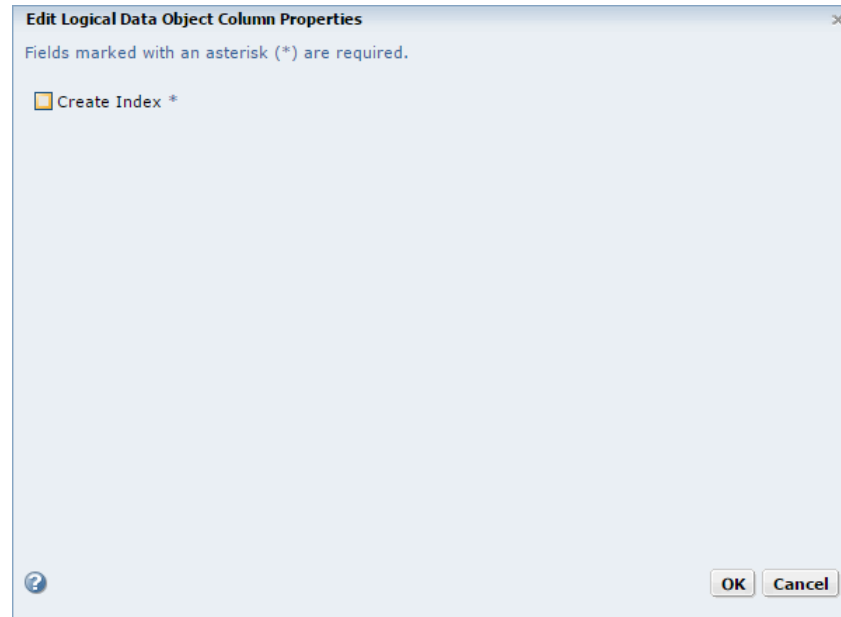 Edit Logical Data Object Column Properties
Fields marked with an asterisk (*) are required.
Create Index *
OK Cancel